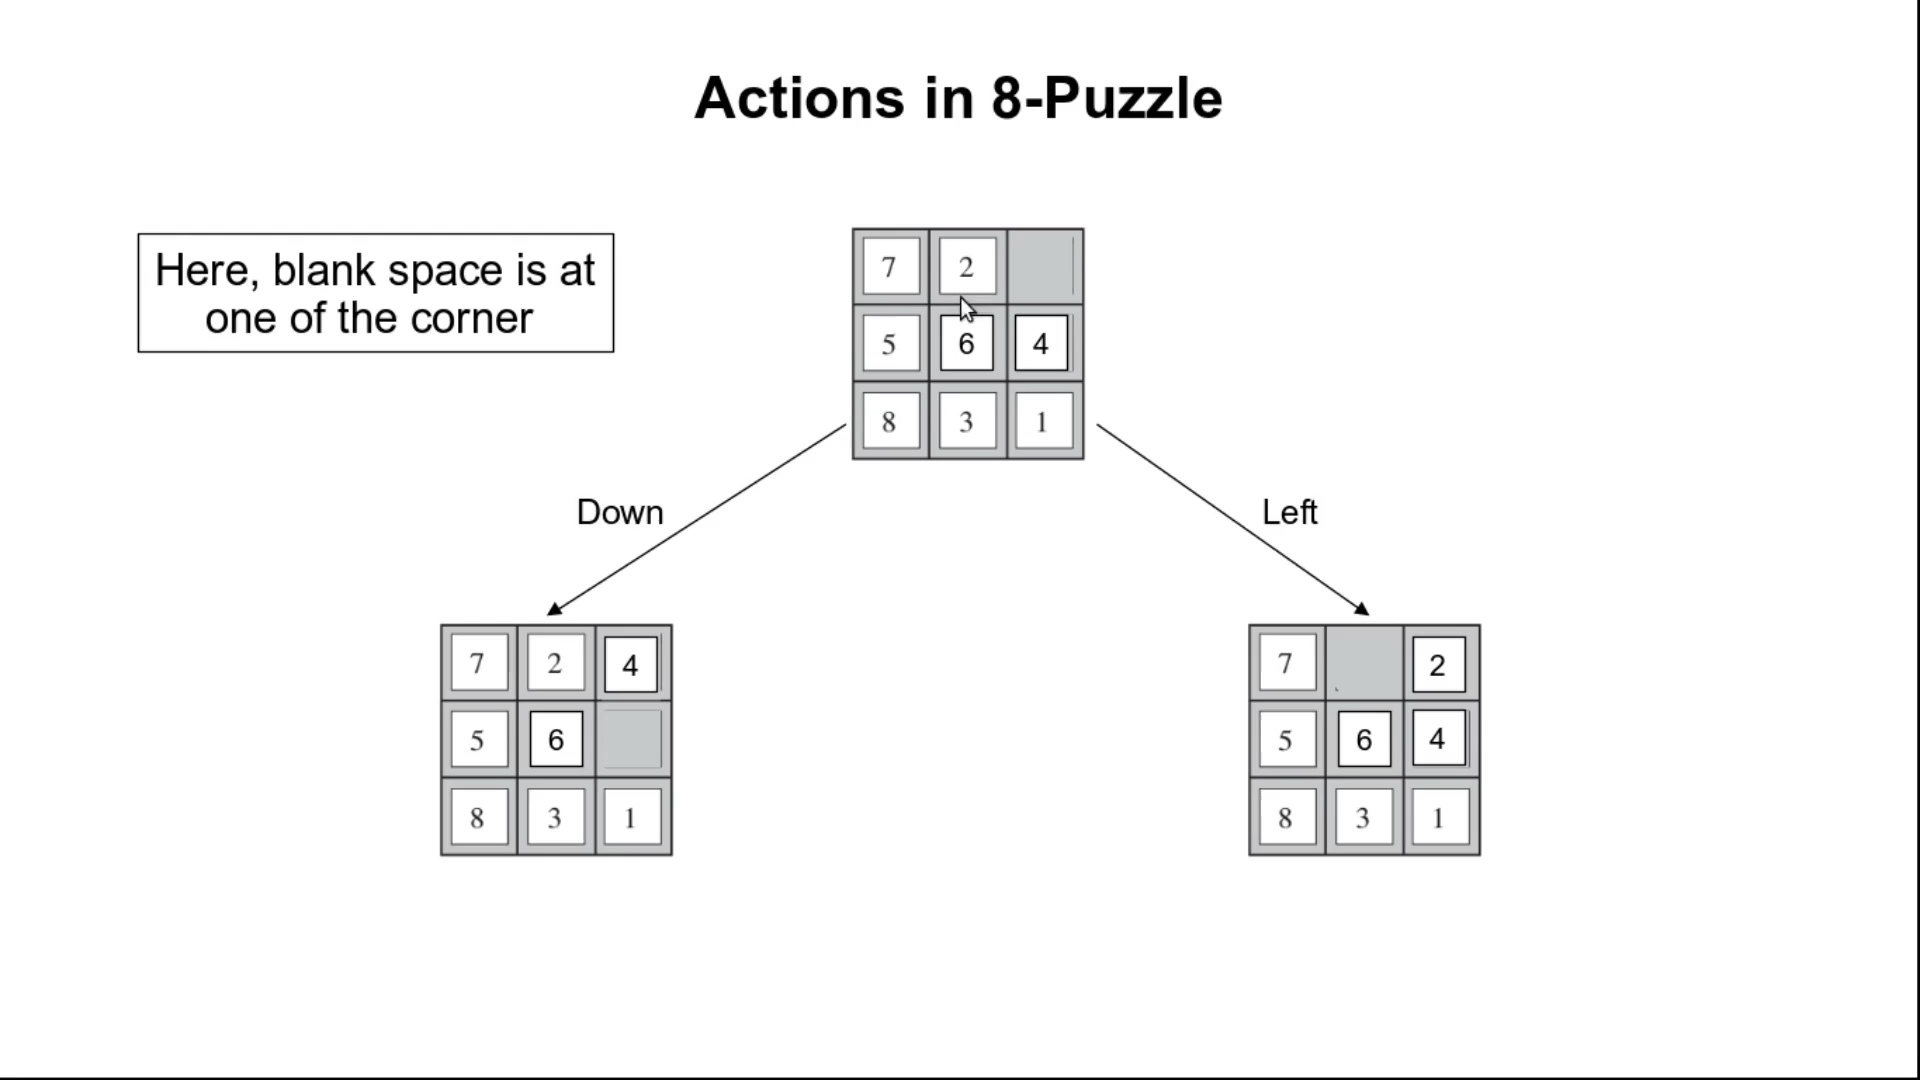 Actions in 8-Puzzle
Here, blank space is at
one of the corner
7 2
5 6 4
8 3 1
Down
Left
7 2 4
5 6
8 3 1
7 2
5 6 4
8 3 1